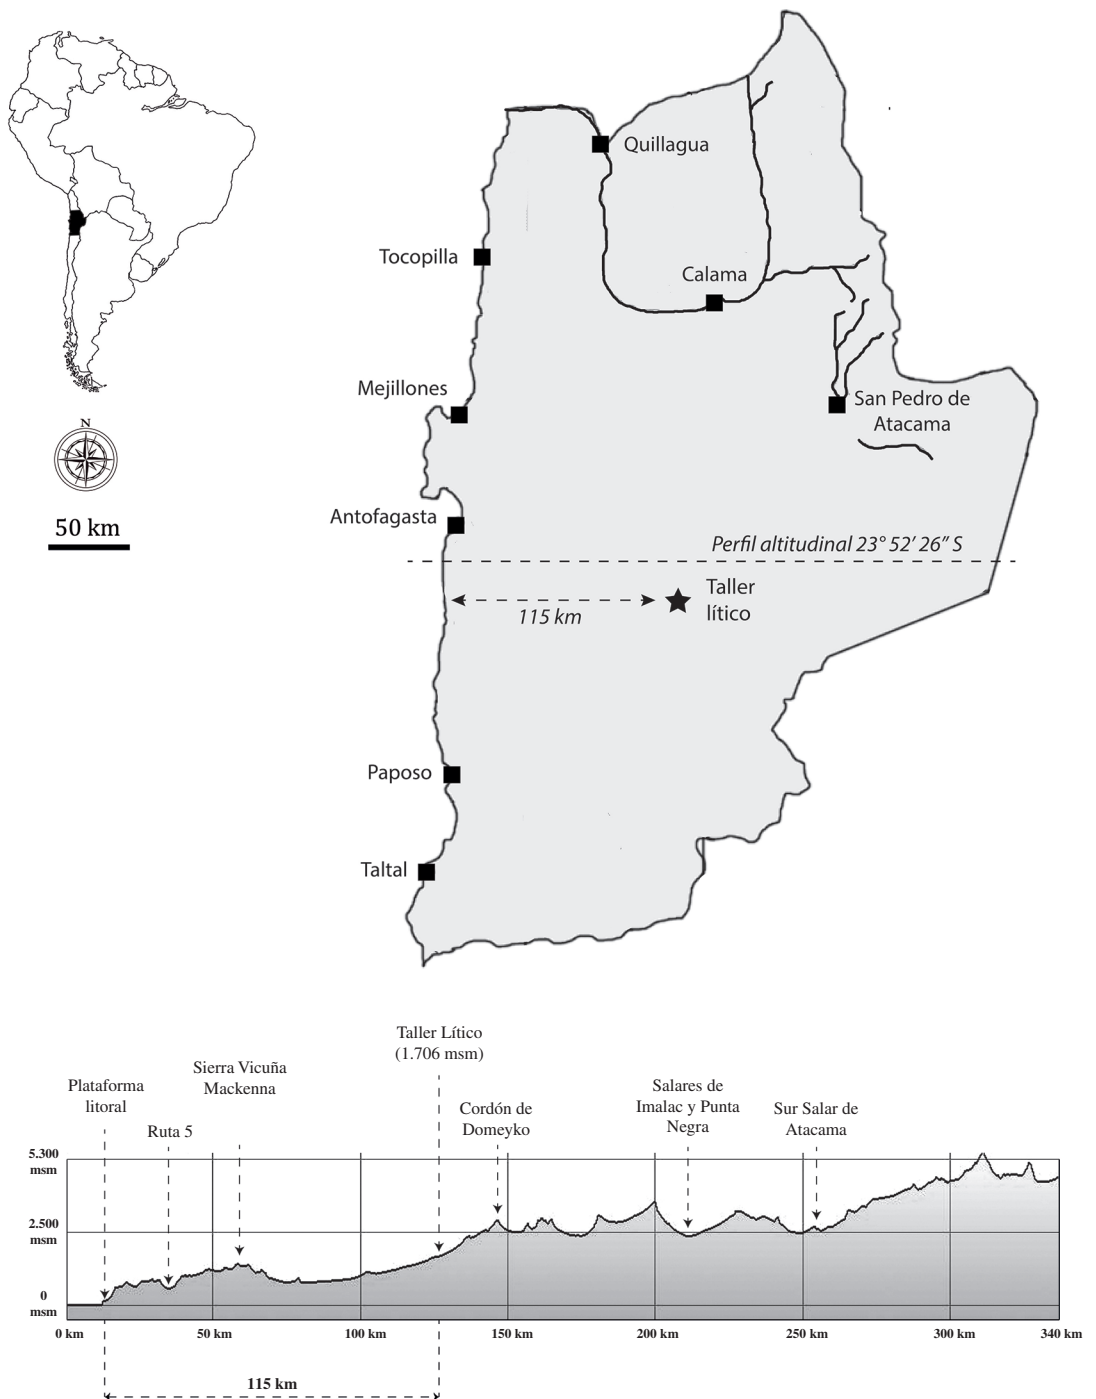 Quillagua
Tocopilla
Calama
Mejillones
San Pedro de
Atacama
N
50 km
Antofagasta
Perfil altitudinal 23° 52’ 26” S
Taller
lítico
115 km
Paposo
Taltal
Taller Lítico
(1.706 msm)
Sierra Vicuña
Mackenna
Plataforma
litoral
Salares de
Imalac y Punta
Negra
Cordón de
Domeyko
Sur Salar de
Atacama
Ruta 5
5.300
msm
2.500
msm
0
msm
0 km
50 km
100 km
150 km
200 km
250 km
300 km
340 km
115 km